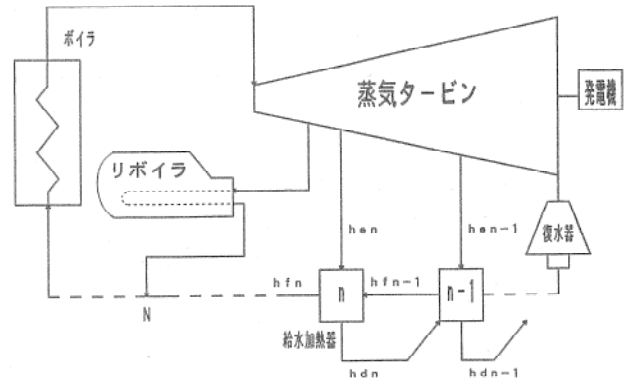 ボイラ
蒸気タービン
発電機
リボイラ
hen
hen-1
復水器
hfn
n
hfn-1
n-1
N
給水加熱器
hdn
hdn-1